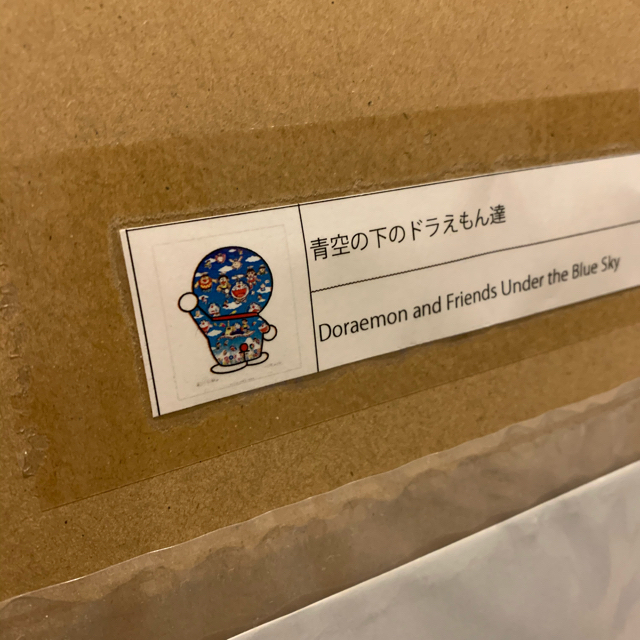 青空の下のドラえもん達
Doraemon and Friends Under the Blue Sky